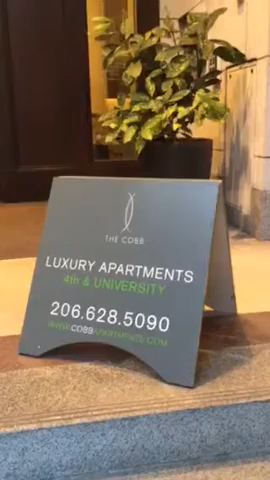 THE COBB
LUXURY APARTMENTS
4th & UNIVERSITY
206.628.5090
WWW.COBBAPARTMENTS.COM